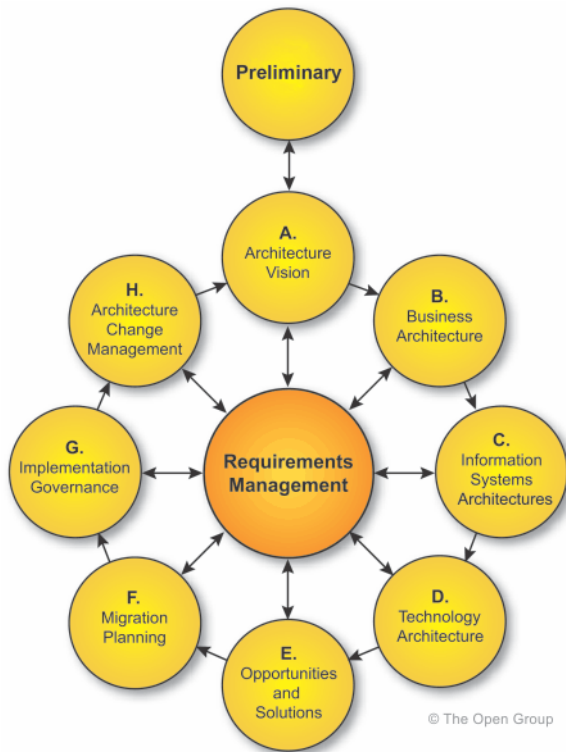 Preliminary
A.
Architecture
Vision
B.
Business
Architecture
C.
Information
Systems
Architectures
D.
Technology
Architecture
E.
Opportunities
and
Solutions
F.
Migration
Planning
G.
Implementation
Governance
H.
Architecture
Change
Management
Requirements
Management
© The Open Group